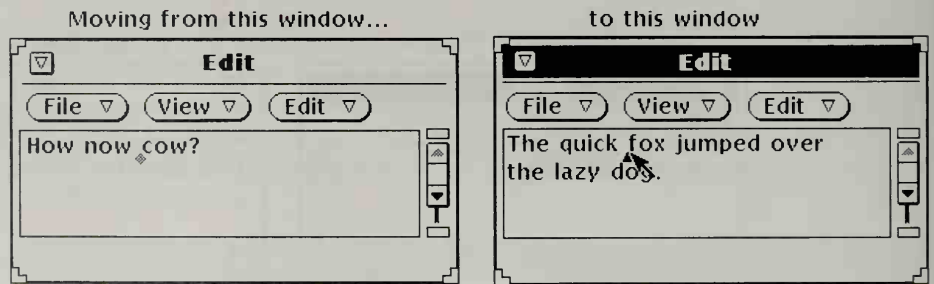 Moving from this window...
to this window
Edit
File View Edit
How now cow?
Edit
File View Edit
The quick fox jumped over
the lazy dog.